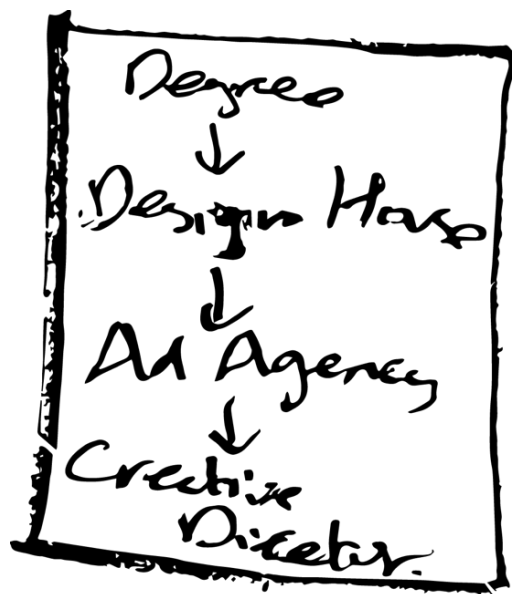 Degree
↓
Design House
↓
Ad Agency
↓
Creative
Director.